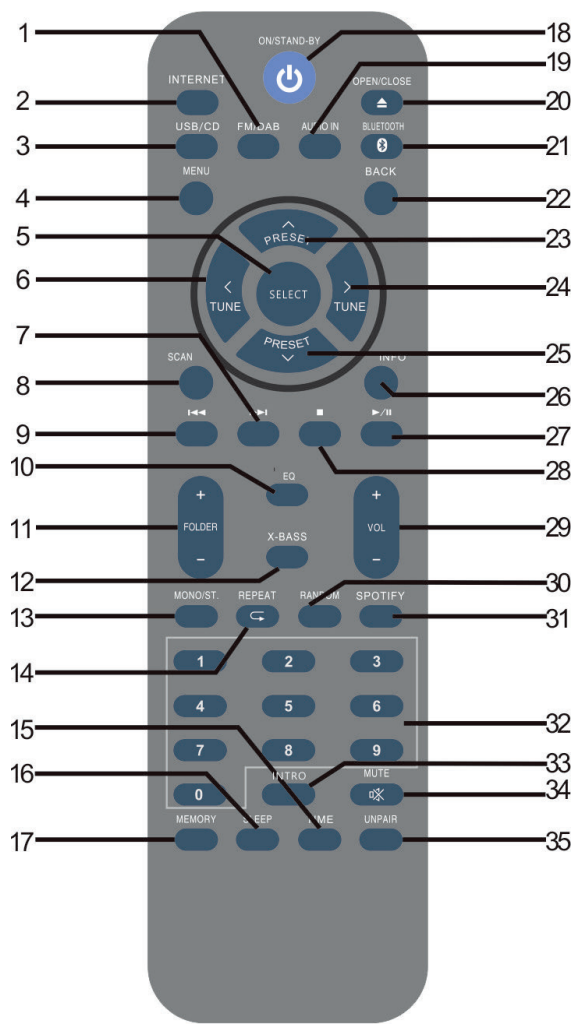 1
ON/STAND-BY
18
INTERNET
19
OPEN/CLOSE
2
20
USB/CD FM/DAB AUDIO IN BLUETOOTH
3
21
MENU BACK
4
22
5
PRESET
23
6
< SELECT >
TUNE TUNE
24
7
PRESET
25
SCAN INFO
8
26
9
27
28
10
EQ
+ +
11
FOLDER VOL
29
X-BASS
- -
12
30
MONO/ST. REPEAT RANDOM SPOTIFY
13
31
14
1 2 3
4 5 6
15
32
7 8 9
16
33
INTRO MUTE
0
34
MEMORY SLEEP TIME UNPAIR
17
35